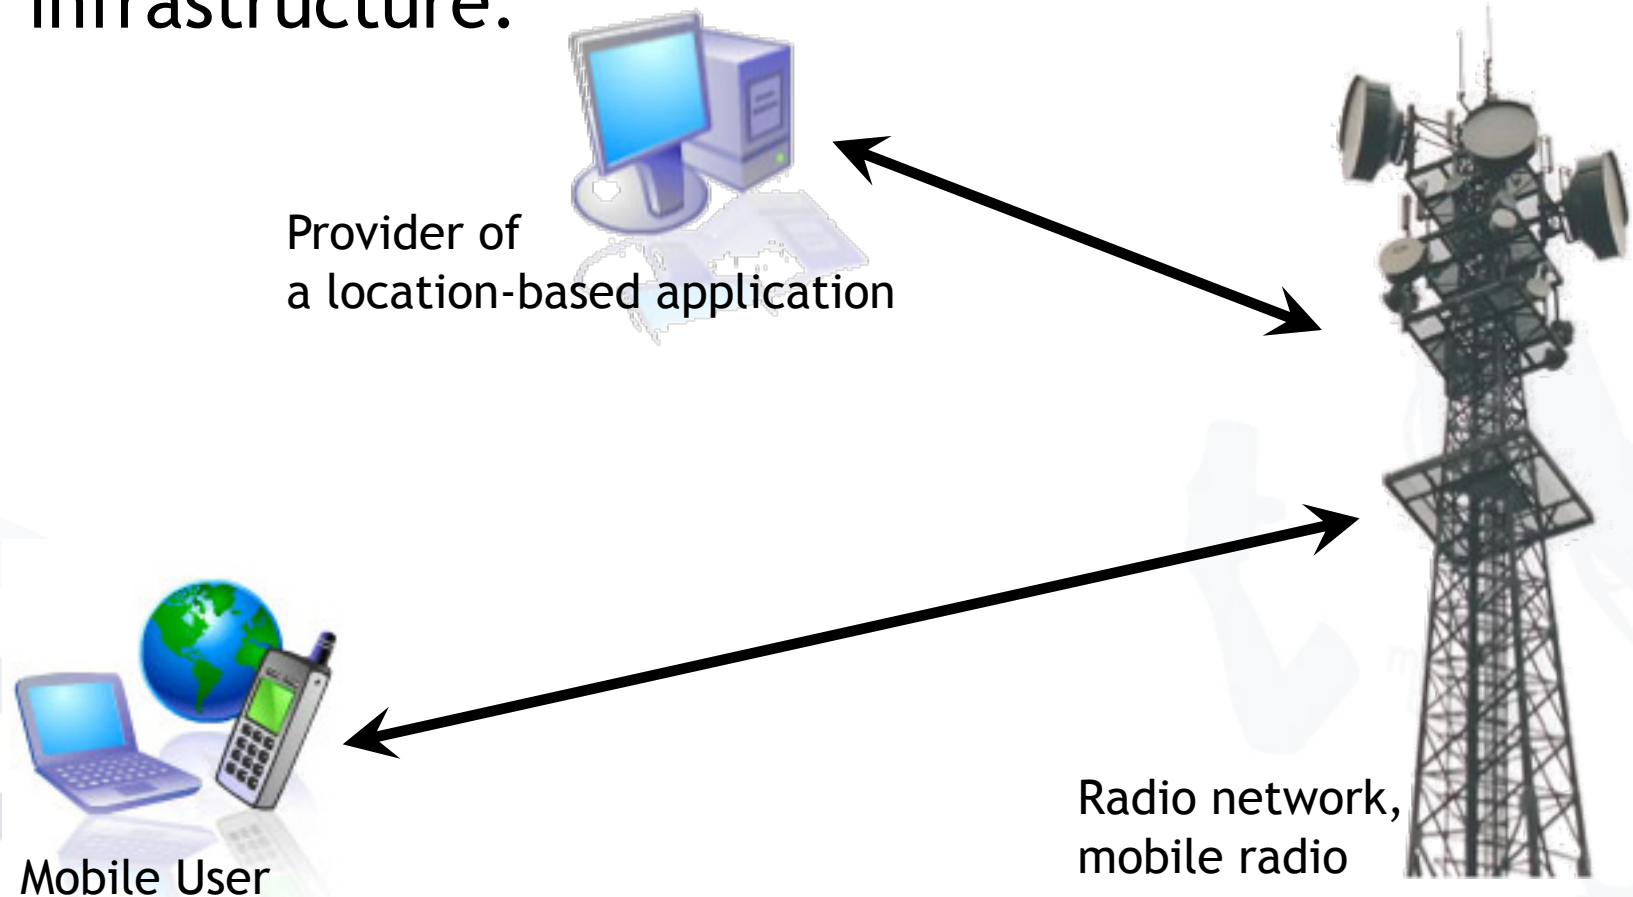 infrastructure.
Provider of
a location-based application
Radio network,
mobile radio
Mobile User